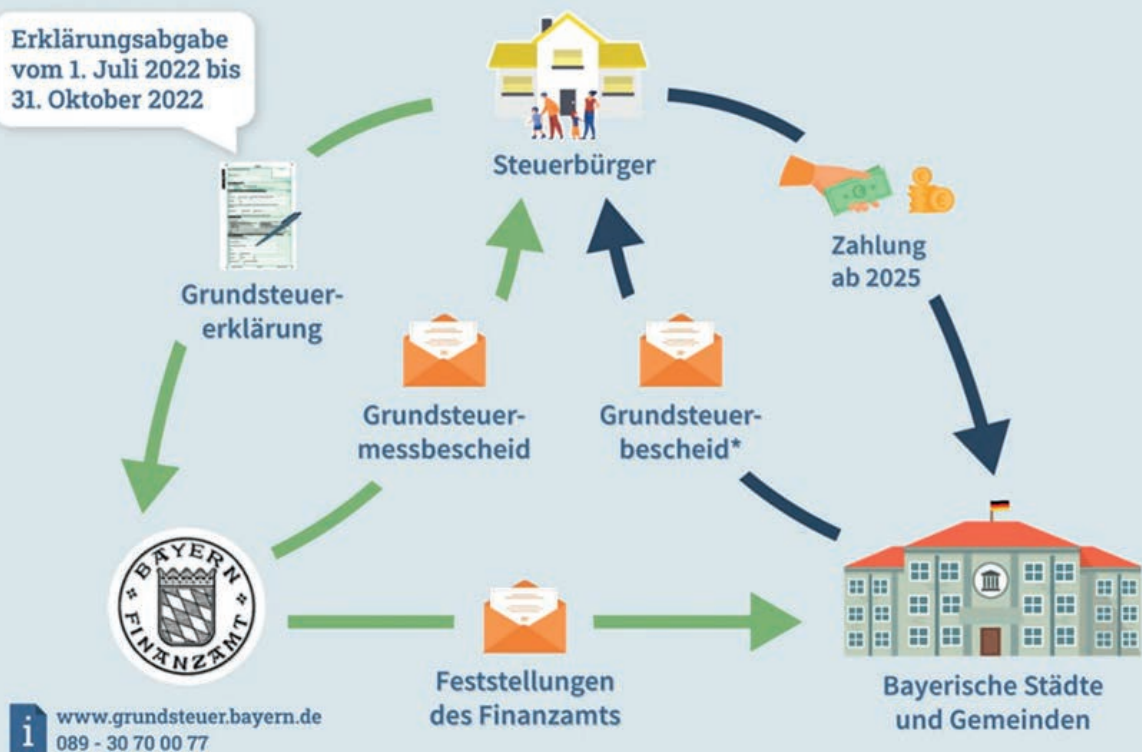 Erklärungsabgabe
vom 1. Juli 2022 bis
31. Oktober 2022
Steuerbürger
Grundsteuer-
erklärung
Zahlung
ab 2025
Grundsteuer-
messbescheid
Grundsteuer-
bescheid*
BAYERN
FINANZAMT
Feststellungen
des Finanzamts
Bayerische Städte
und Gemeinden
i
www.grundsteuer.bayern.de
089 - 30 70 00 77